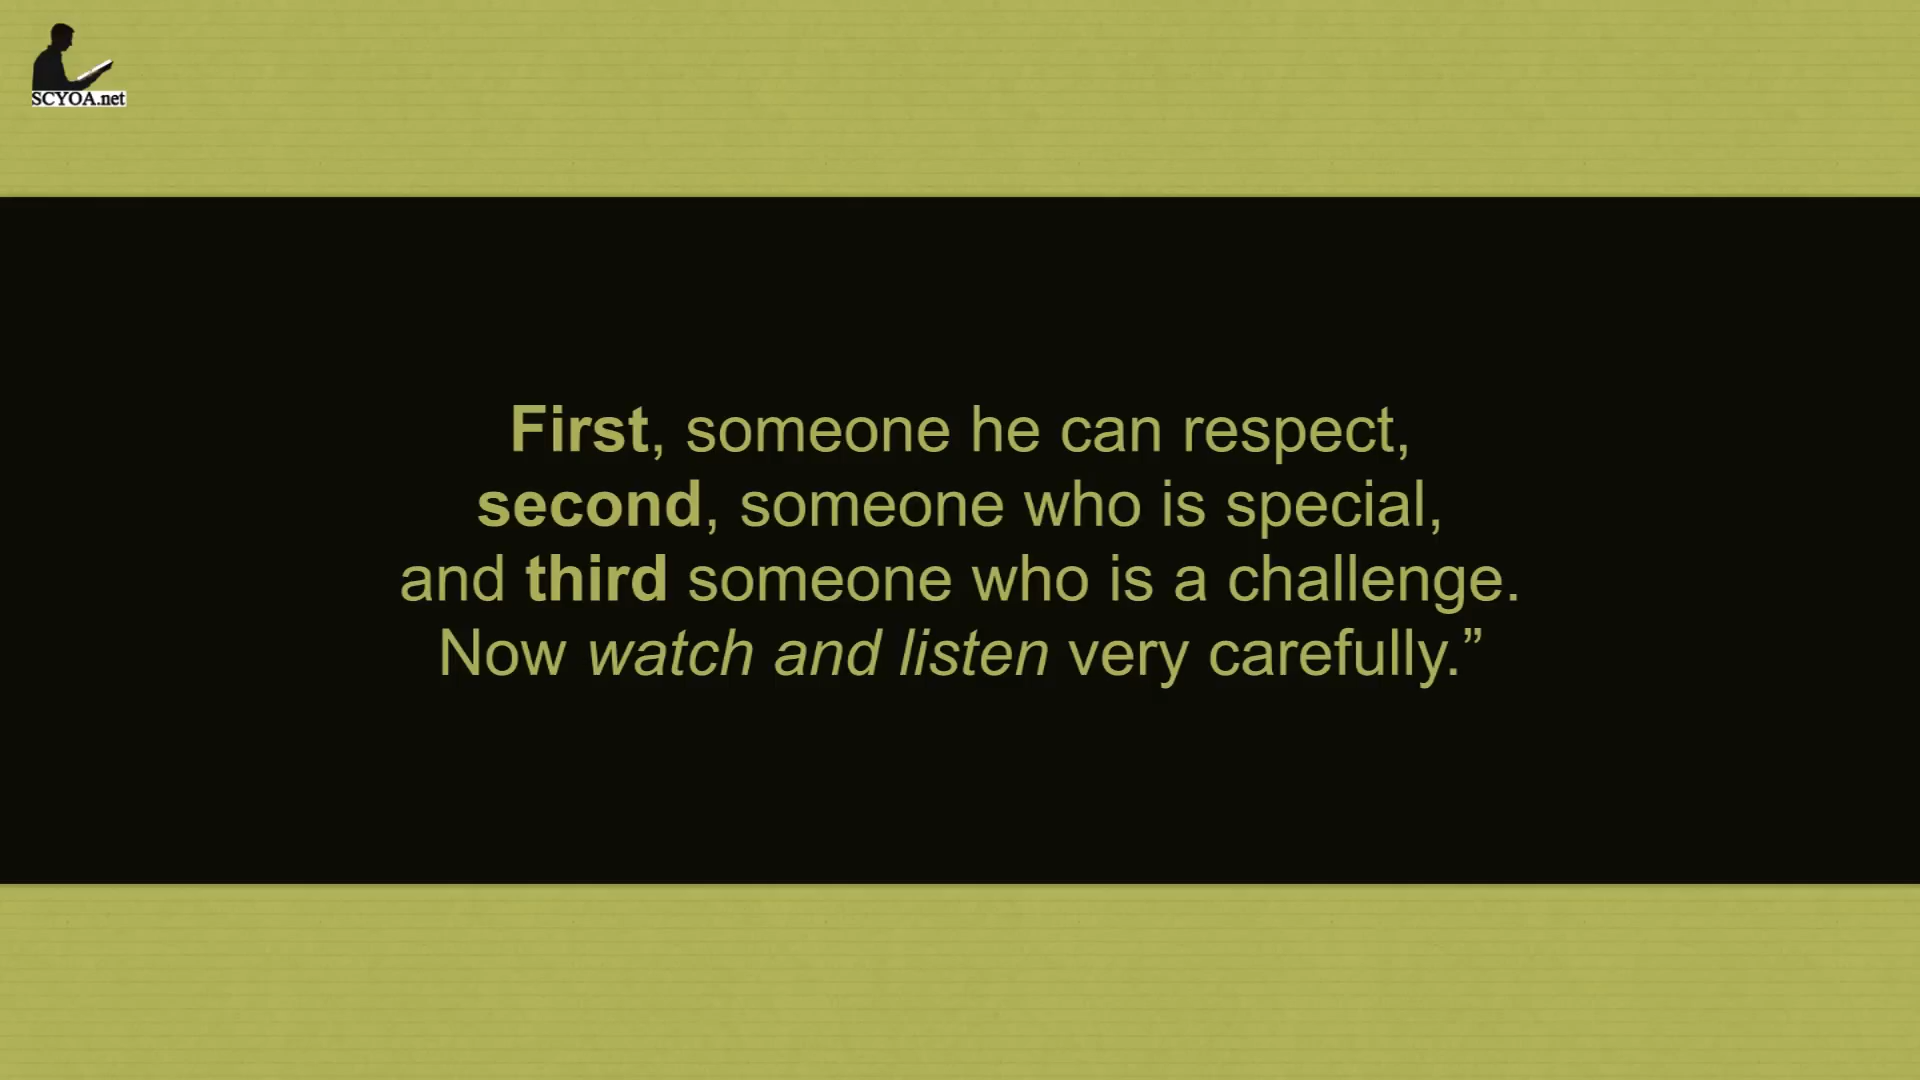 SCYOA.net
First, someone he can respect,
second, someone who is special,
and third someone who is a challenge.
Now watch and listen very carefully.”